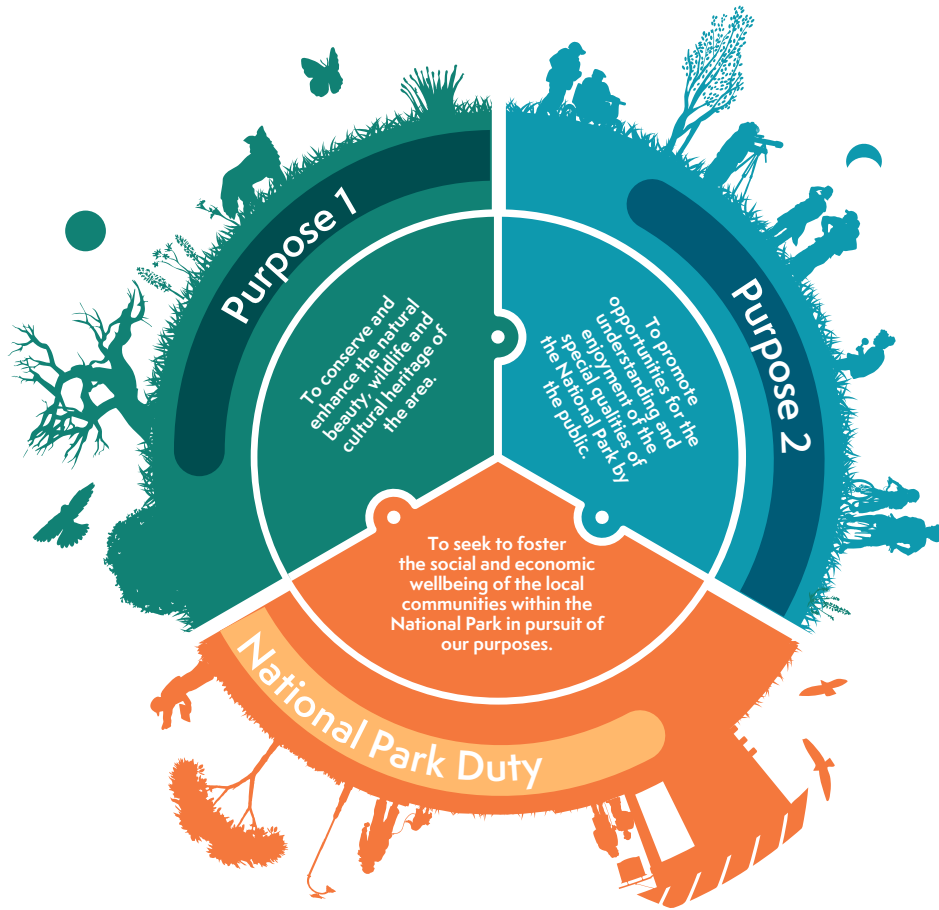 Purpose 1
To conserve and
enhance the natural
beauty, wildlife and
cultural heritage of
the area.
Purpose 2
To promote
opportunities for the
understanding and
enjoyment of the
special qualities of
the National Park by
the public.
To seek to foster
the social and economic
wellbeing of the local
communities within the
National Park in pursuit of
our purposes.
National Park Duty